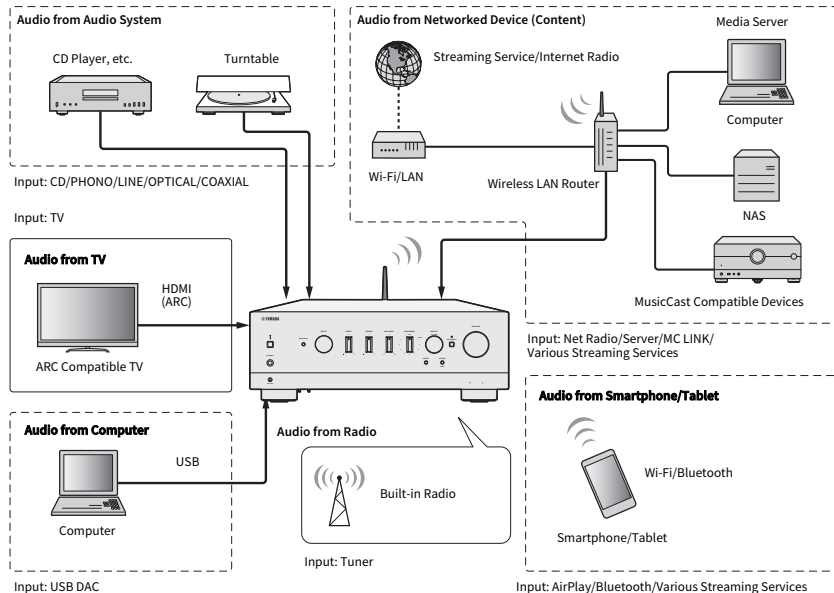 Audio from Audio System
CD Player, etc.
Turntable
Input: CD/PHONO/LINE/OPTICAL/COAXIAL
Audio from Networked Device (Content)
Streaming Service/Internet Radio
Wi-Fi/LAN
Wireless LAN Router
Media Server
Computer
NAS
MusicCast Compatible Devices
Input: Net Radio/Server/MC LINK/
Various Streaming Services
Input: TV
Audio from TV
HDMI
(ARC)
ARC Compatible TV
YAMAHA
Audio from Computer
USB
Computer
Input: USB DAC
Audio from Radio
Built-in Radio
Input: Tuner
Audio from Smartphone/Tablet
Wi-Fi/Bluetooth
Smartphone/Tablet
Input: AirPlay/Bluetooth/Various Streaming Services